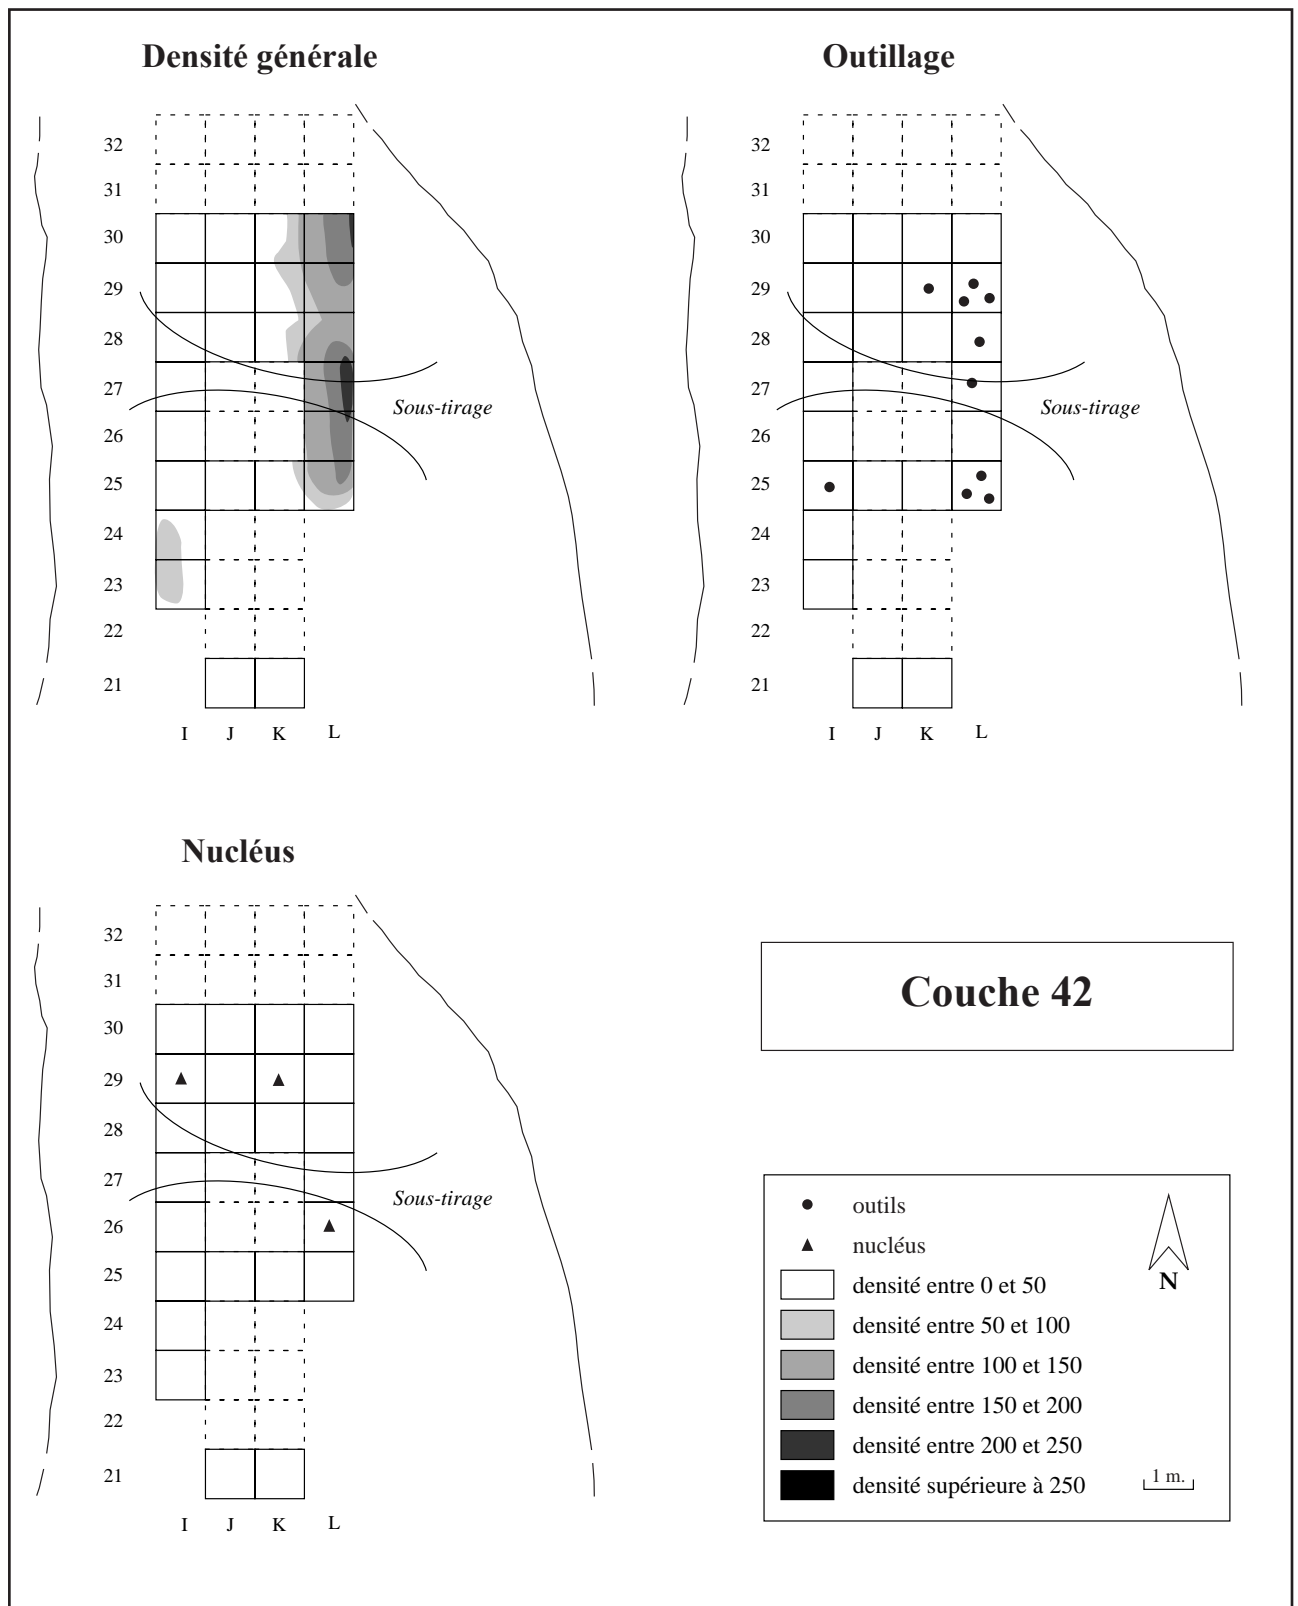 Densité générale
32
31
30
29
28
27
26
25
24
23
22
21
I J K L
Sous-tirage
Outillage
32
31
30
29
28
27
26
25
24
23
22
21
I J K L
Sous-tirage
Nucléus
32
31
30
29
28
27
26
25
24
23
22
21
I J K L
Sous-tirage
Couche 42
outils
nucléus
densité entre 0 et 50
densité entre 50 et 100
densité entre 100 et 150
densité entre 150 et 200
densité entre 200 et 250
densité supérieure à 250
N
1 m.